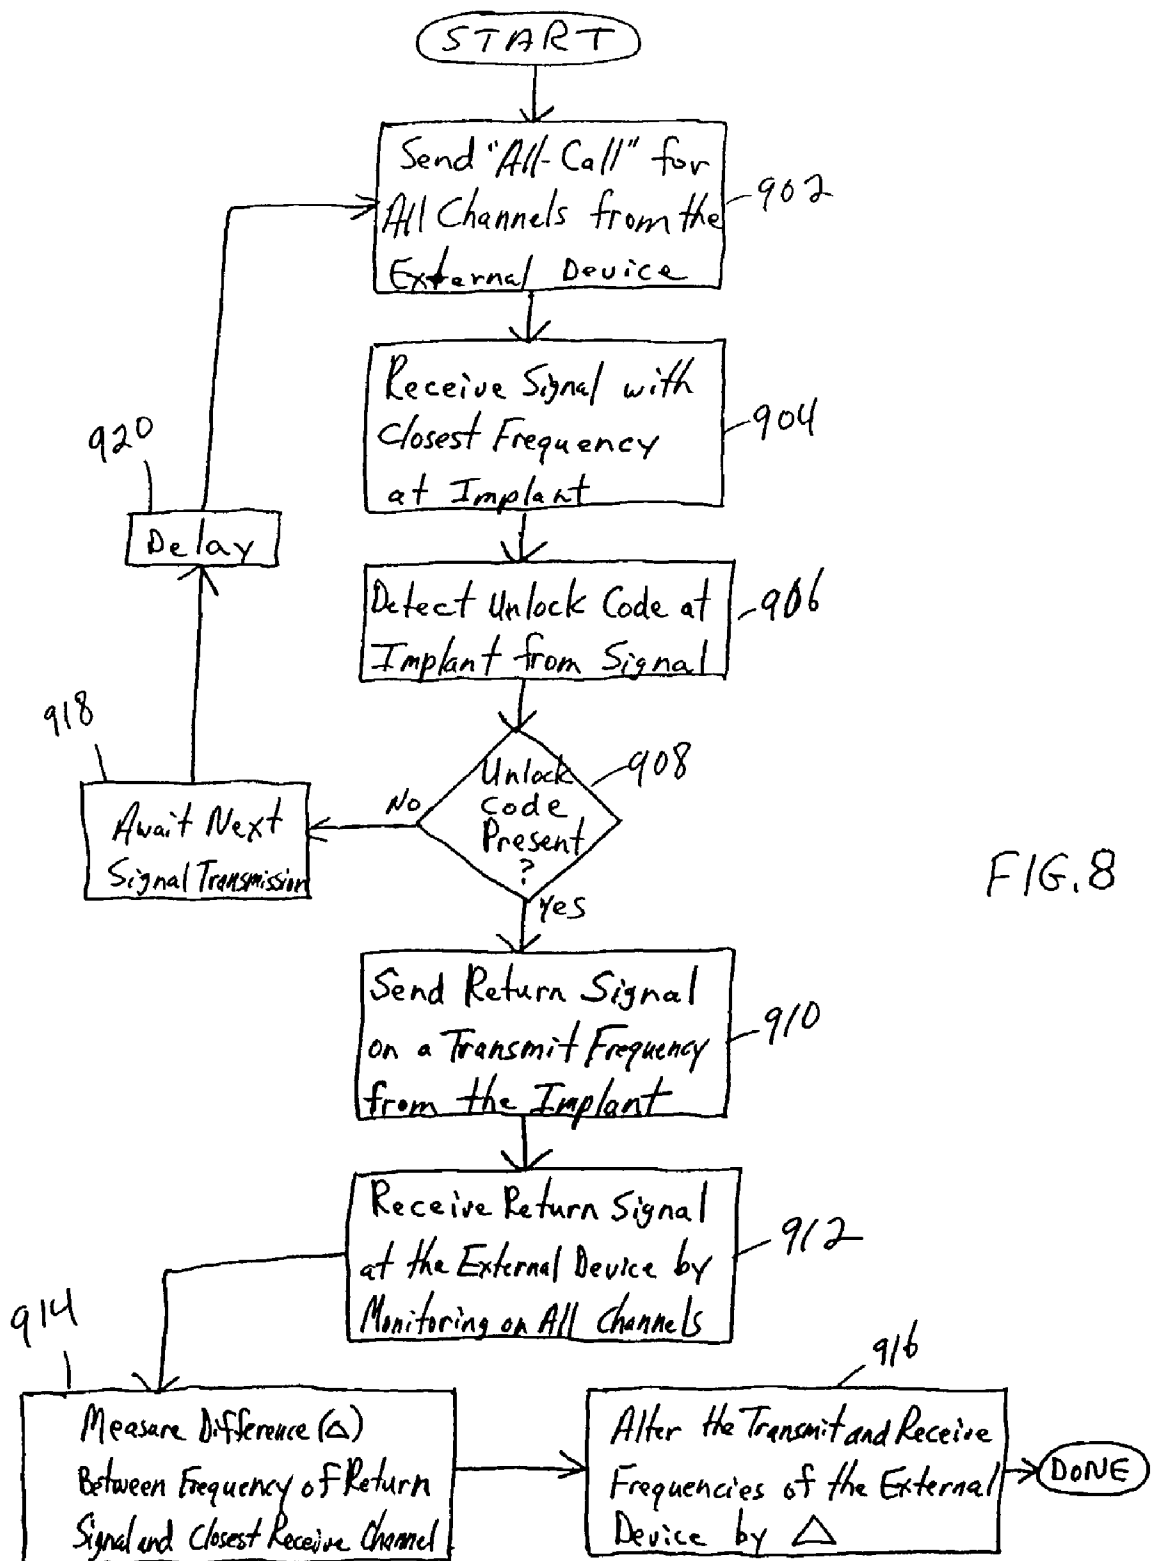 START
Send "All-Call" for
All Channels from the
External Device
902
Receive Signal with
Closest Frequency
at Implant
904
920
Delay
Detect Unlock Code at
Implant from Signal
906
918
Await Next
Signal Transmission
No
Unlock
Code
Present
?
908
Yes
FIG. 8
Send Return Signal
on a Transmit Frequency
from the Implant
910
Receive Return Signal
at the External Device by
Monitoring on All Channels
912
914
Measure Difference (△)
Between Frequency of Return
Signal and Closest Receive Channel
916
Alter the Transmit and Receive
Frequencies of the External
Device by △
DONE